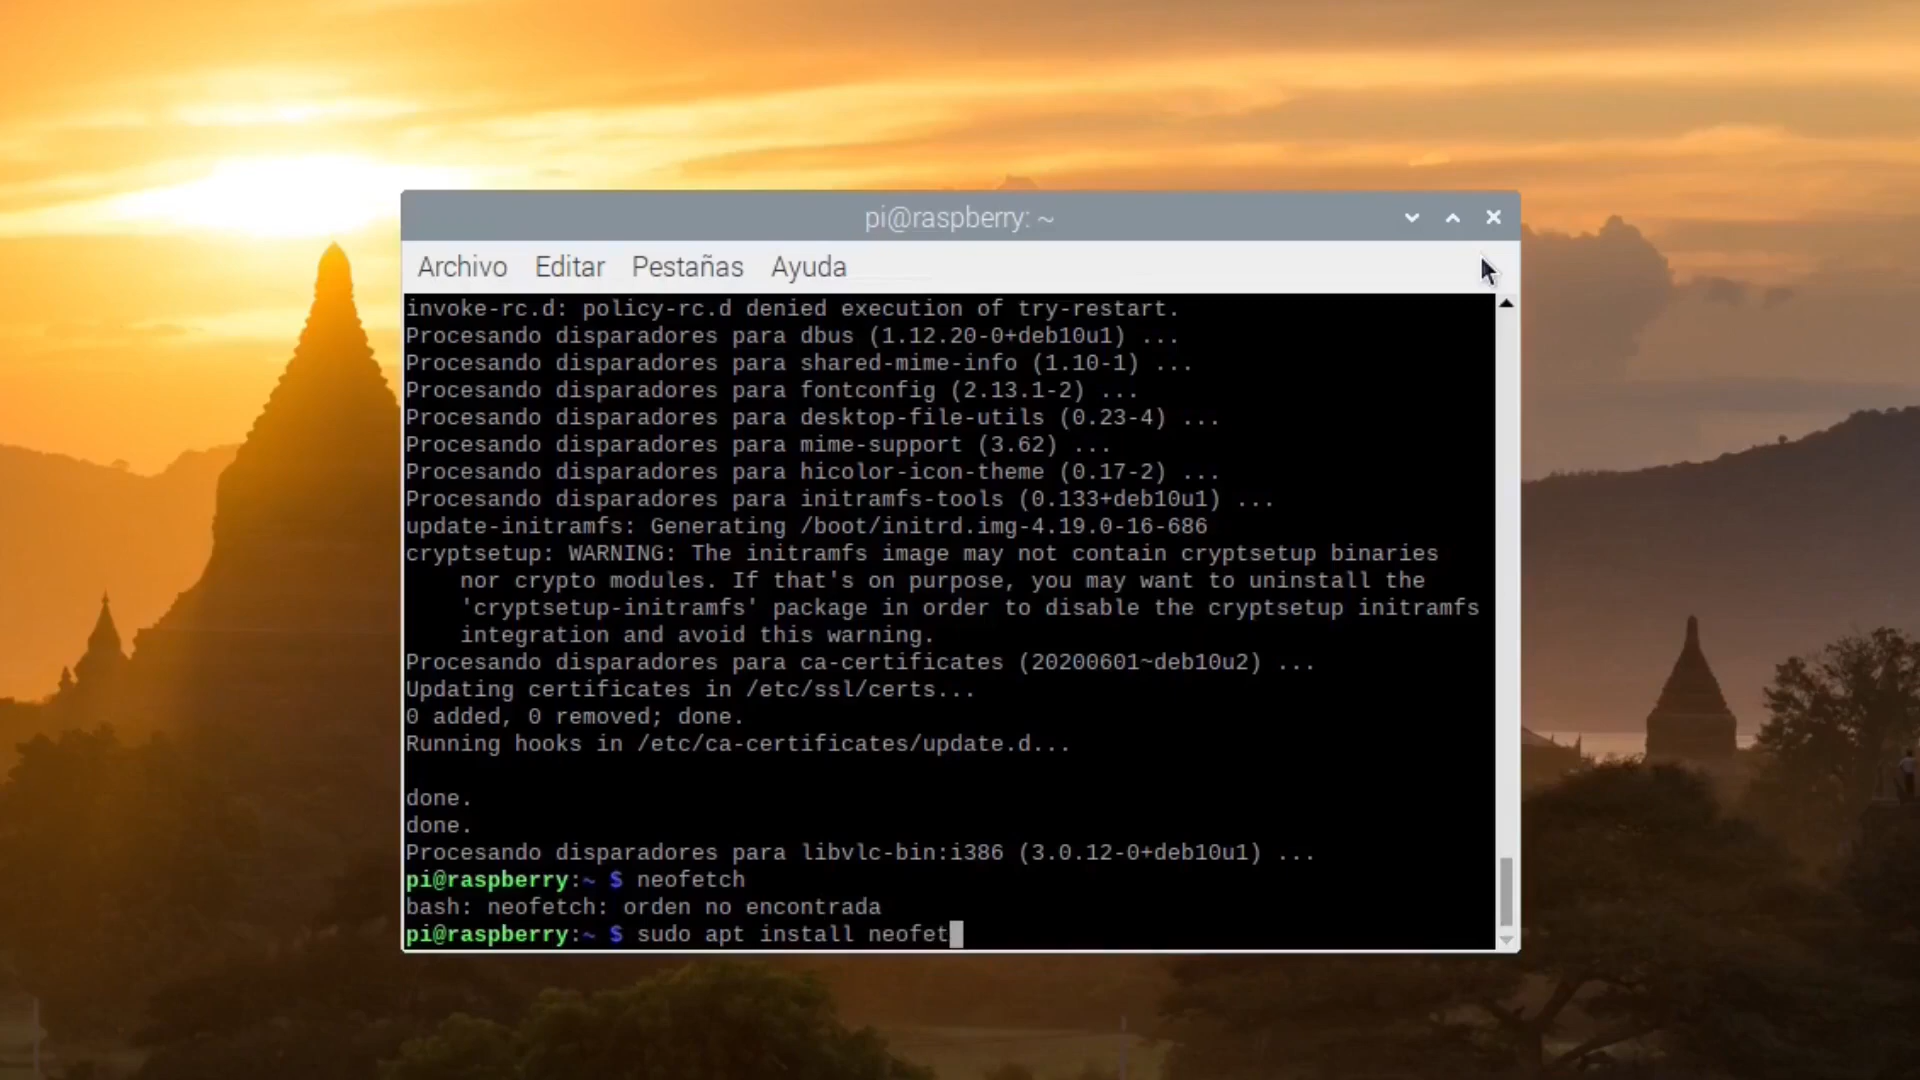 pi@raspberry: ~
Archivo Editar Pestañas Ayuda
invoke-rc.d: policy-rc.d denied execution of try-restart.
Procesando disparadores para dbus (1.12.20-0+deb10u1) ...
Procesando disparadores para shared-mime-info (1.10-1) ...
Procesando disparadores para fontconfig (2.13.1-2) ...
Procesando disparadores para desktop-file-utils (0.23-4) ...
Procesando disparadores para mime-support (3.62) ...
Procesando disparadores para hicolor-icon-theme (0.17-2) ...
Procesando disparadores para initramfs-tools (0.133+deb10u1) ...
update-initramfs: Generating /boot/initrd.img-4.19.0-16-686
cryptsetup: WARNING: The initramfs image may not contain cryptsetup binaries
nor crypto modules. If that's on purpose, you may want to uninstall the
'cryptsetup-initramfs' package in order to disable the cryptsetup initramfs
integration and avoid this warning.
Procesando disparadores para ca-certificates (20200601~deb10u2) ...
Updating certificates in /etc/ssl/certs...
0 added, 0 removed; done.
Running hooks in /etc/ca-certificates/update.d...
done.
done.
Procesando disparadores para libvlc-bin:i386 (3.0.12-0+deb10u1) ...
pi@raspberry:~ $ neofetch
bash: neofetch: orden no encontrada
pi@raspberry:~ $ sudo apt install neofet